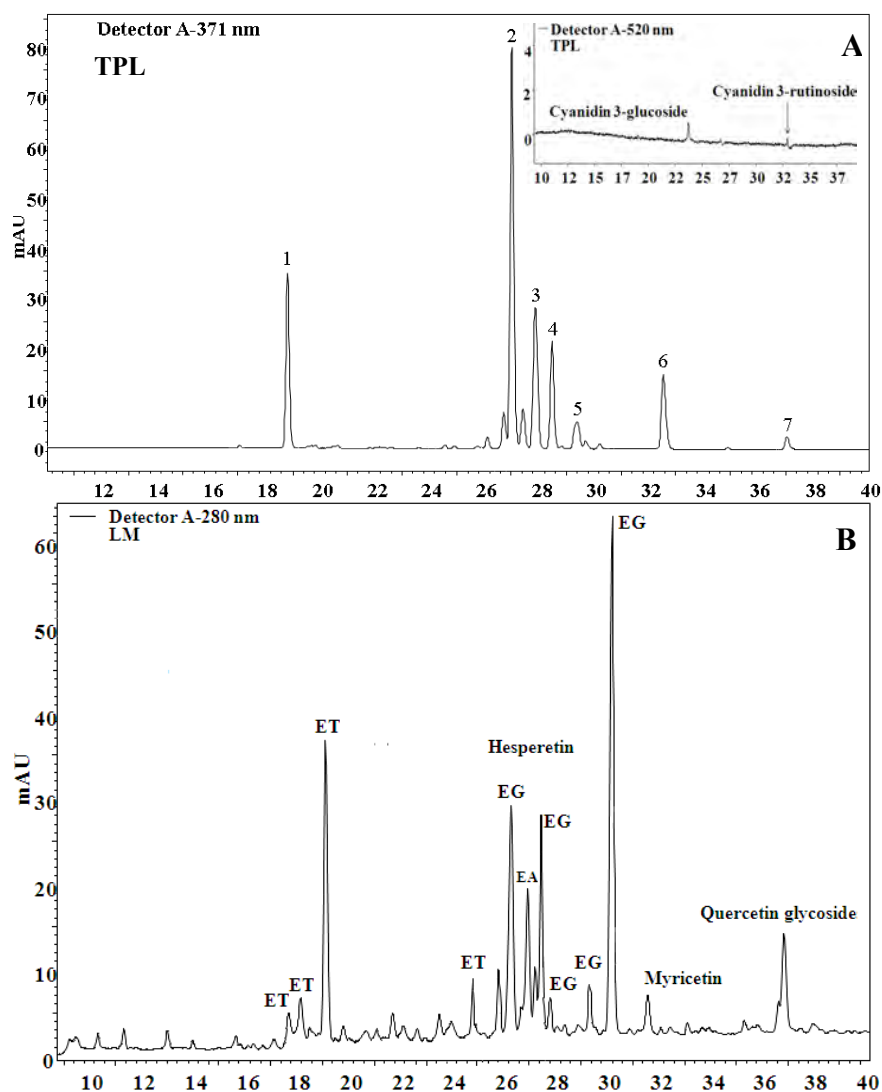 Detector A-371 nm
TPL
A
mAU
80
70
60
50
40
30
20
10
0
1
2
3
4
5
6
7
12 14 16 18 20 22 24 26 28 30 32 34 36 38 40
Detector A-520 nm
TPL
4
2
0
Cyanidin 3-rutinoside
Cyanidin 3-glucoside
10 12 15 17 20 22 25 27 30 32 35 37
Detector A-280 nm
LM
B
mAU
60
50
40
30
20
10
0
EG
ET
Hesperetin
EG
EG
EA
Quercetin glycoside
ET
EG
ET
EG
Myricetin
ET
10 12 14 16 18 20 22 24 26 28 30 32 34 36 38 40